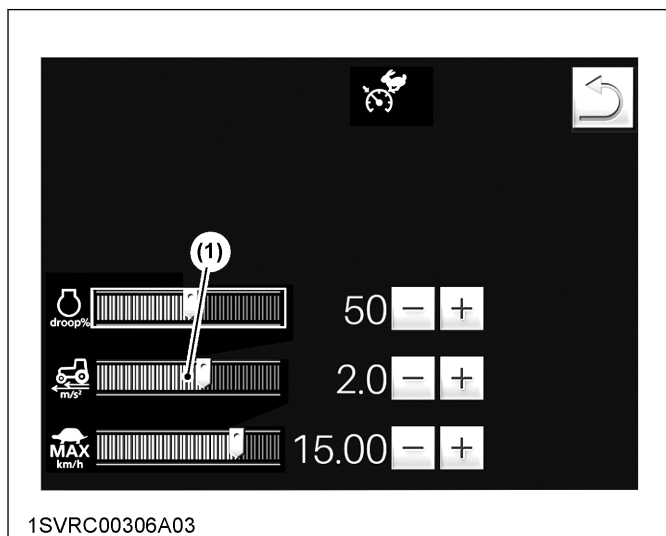 (1)
droop%
50 − +
m/s²
2.0 − +
MAX
km/h
15.00 − +
1SVRC00306A03